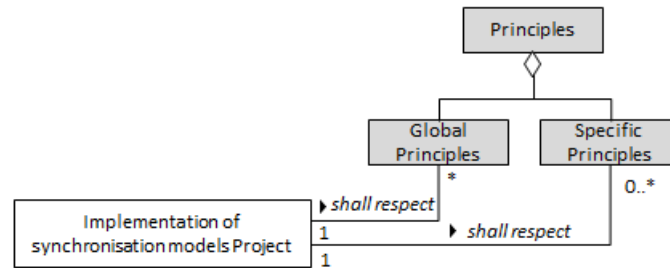 Principles
Global
Principles
Specific
Principles
*
0..*
shall respect
Implementation of
synchronisation models Project
1
shall respect
1